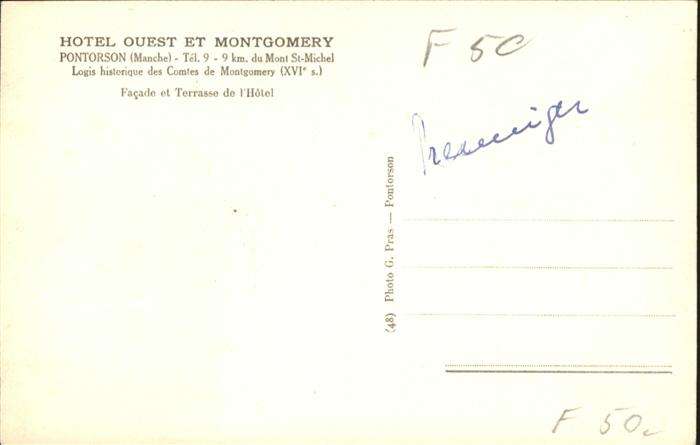 HOTEL OUEST ET MONTGOMERY
PONTORSON (Manche) - Tél. 9 - 9 km. du Mont St-Michel
Logis historique des Comtes de Montgomery (XVIᵉ s.)
Façade et Terrasse de l'Hôtel
F 50
(48) Photo G. Pras — Pontorson
F 50